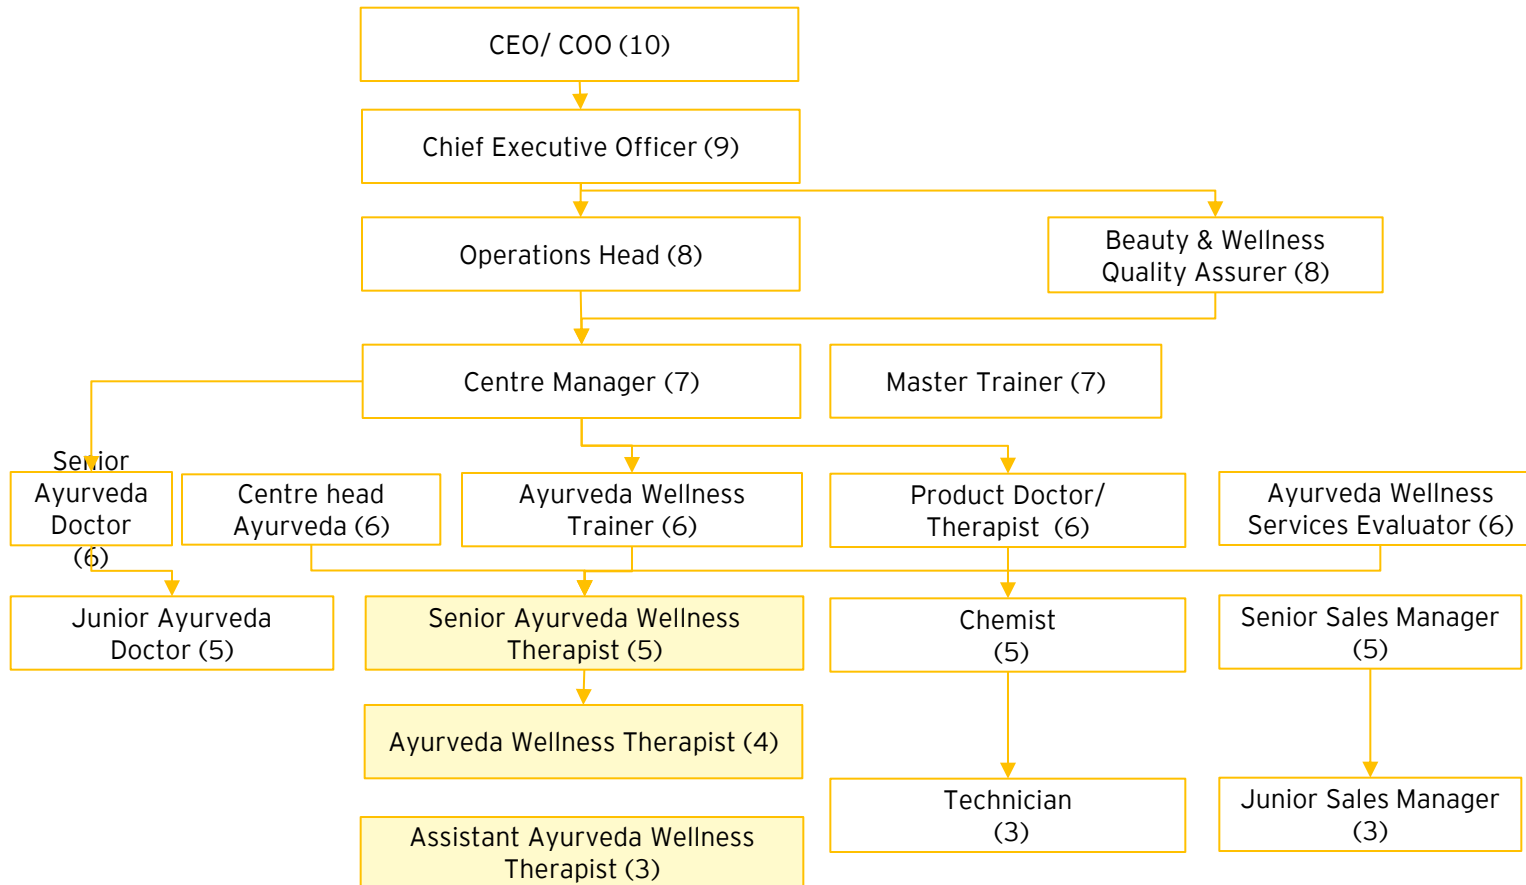 CEO/ COO (10)
Chief Executive Officer (9)
Operations Head (8)
Beauty & Wellness
Quality Assurer (8)
Centre Manager (7)
Master Trainer (7)
Senior
Ayurveda
Doctor
(6)
Centre head
Ayurveda (6)
Ayurveda Wellness
Trainer (6)
Product Doctor/
Therapist (6)
Ayurveda Wellness
Services Evaluator (6)
Junior Ayurveda
Doctor (5)
Senior Ayurveda Wellness
Therapist (5)
Chemist
(5)
Senior Sales Manager
(5)
Ayurveda Wellness Therapist (4)
Technician
(3)
Junior Sales Manager
(3)
Assistant Ayurveda Wellness
Therapist (3)